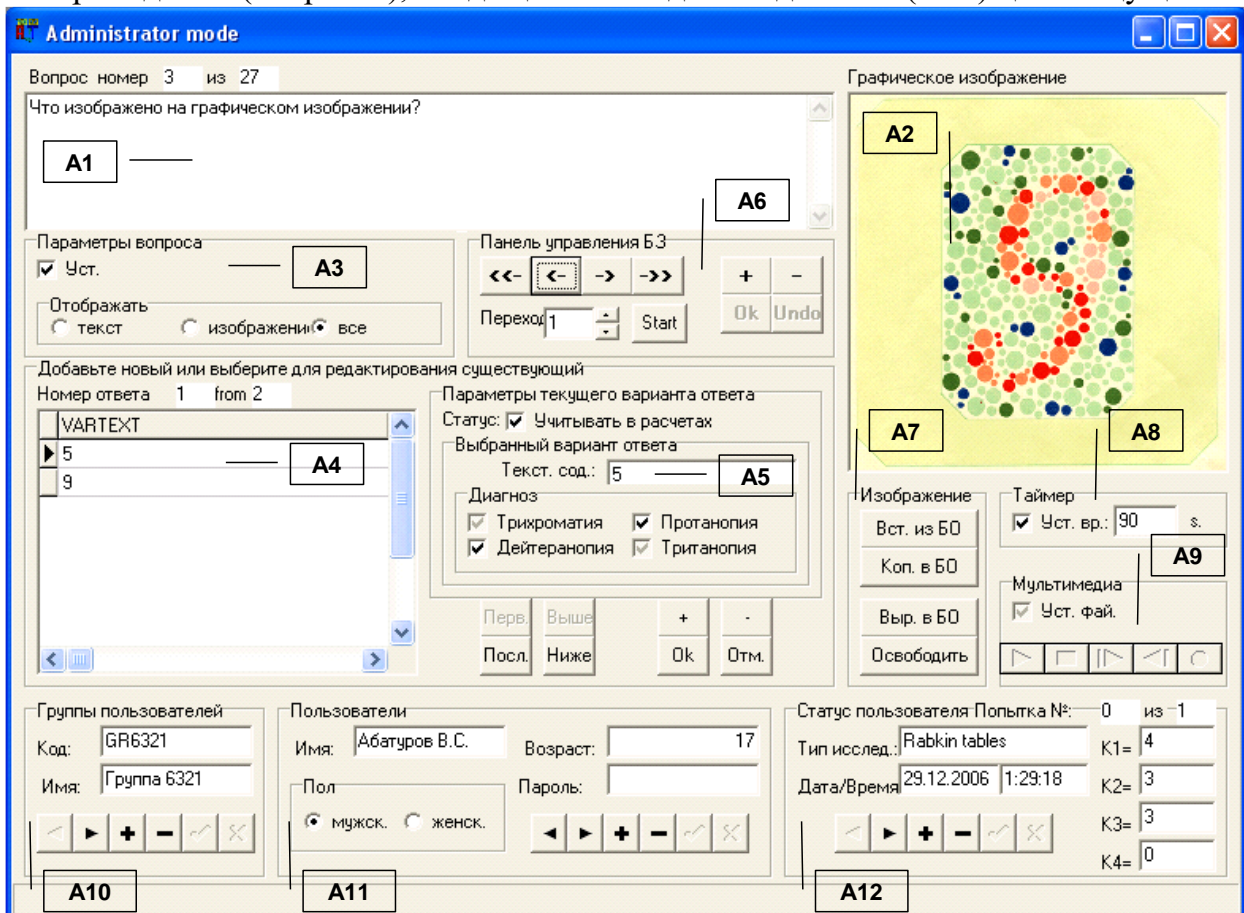 Administrator mode
Вопрос номер 3 из 27
Что изображено на графическом изображении?
A1
Графическое изображение
A2
A6
Параметры вопроса
Уст.
A3
Отображать
текст изображени все
Панель управления БЗ
<<- <- -> ->>
+ -
Ok Undo
Переход 1 Start
Добавьте новый или выберите для редактирования существующий
Номер ответа 1 from 2
VARTEXT
5
9
A4
Параметры текущего варианта ответа
Статус: Учитывать в расчетах
Выбранный вариант ответа
Текст. сод.: 5
A5
Диагноз
Трихроматия Протанопия
Дейтеранопия Тританопия
Перв. Выше + -
Посл. Ниже Ok Отм.
A7
A8
Изображение
Вст. из БО
Коп. в БО
Выр. в БО
Освободить
Таймер
Уст. вр.: 90 s.
A9
Мультимедиа
Уст. фай.
Группы пользователей
Код: GR6321
Имя: Группа 6321
A10
Пользователи
Имя: Абатуров В.С. Возраст: 17
Пол
мужск. женск.
Пароль:
A11
Статус пользователя Попытка №: 0 из 1
Тип исслед.: Rabkin tables K1= 4
Дата/Время 29.12.2006 1:29:18 K2= 3
K3= 3
K4= 0
A12